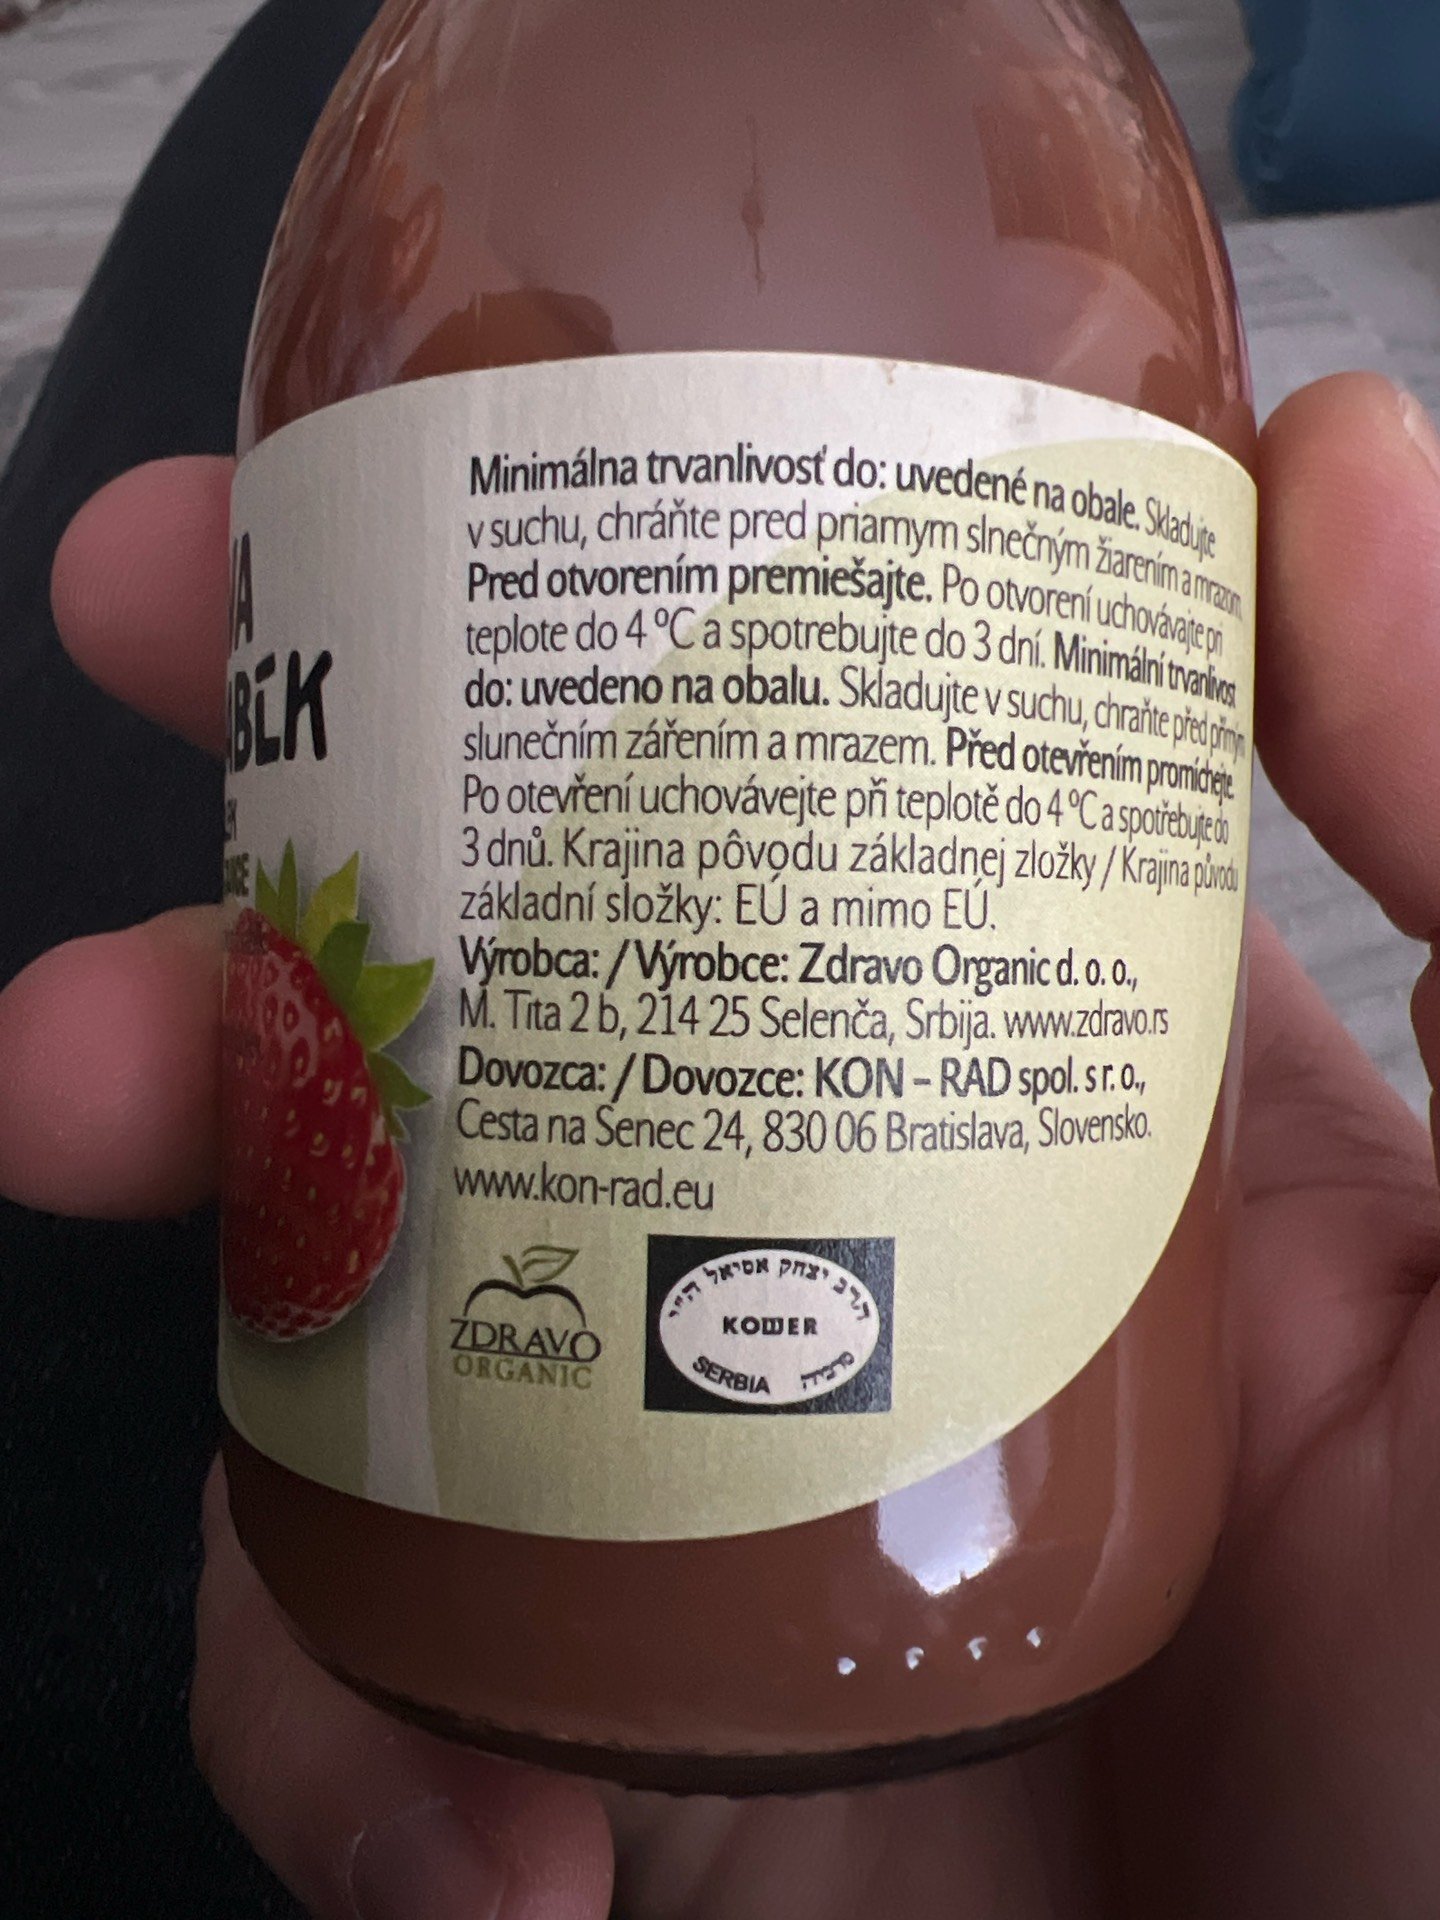 Minimálna trvanlivosť do: uvedené na obale. Skladujte
v suchu, chráňte pred priamym slnečným žiarením a mrazom.
Pred otvorením premiešajte. Po otvorení uchovávajte pri
teplote do 4 °C a spotrebujte do 3 dní. Minimální trvanlivost
do: uvedeno na obalu. Skladujte v suchu, chraňte před přímým
slunečním zářením a mrazem. Před otevřením promíchejte.
Po otevření uchovávejte při teplotě do 4 °C a spotřebujte do
3 dnů. Krajina pôvodu základnej zložky / Krajina původu
základní složky: EÚ a mimo EÚ.
Výrobca: / Výrobce: Zdravo Organic d. o. o.,
M. Tita 2 b, 214 25 Selenča, Srbija. www.zdravo.rs
Dovozca: / Dovozce: KON – RAD spol. s r. o.,
Cesta na Senec 24, 830 06 Bratislava, Slovensko.
www.kon-rad.eu
ZDRAVO
ORGANIC
הרב יצחק אסיאל הי"ו
KOШER
SERBIA סרביה